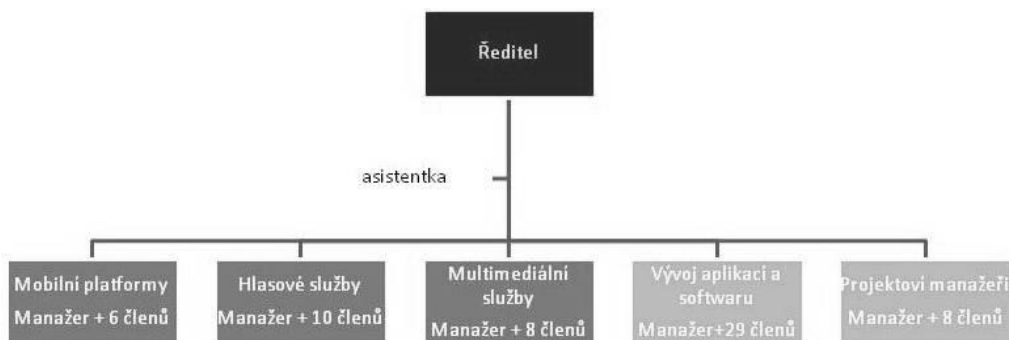 Ředitel
asistentka
Mobilní platformy
Manažer + 6 členů
Hlasové služby
Manažer + 10 členů
Multimediální
služby
Manažer + 8 členů
Vývoj aplikací a
softwaru
Manažer+29 členů
Projektoví manažeři
Manažer + 8 členů